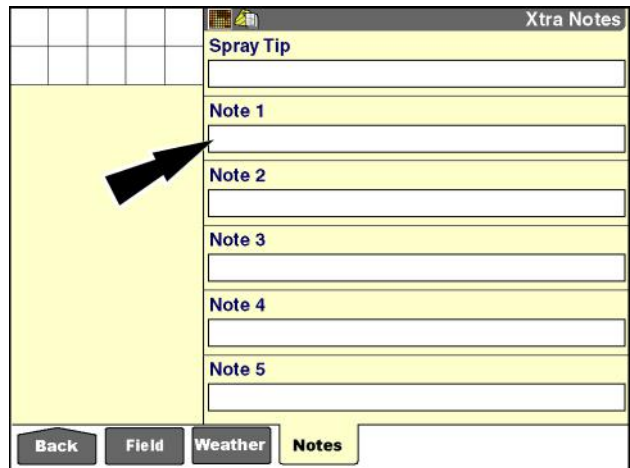 Xtra Notes
Spray Tip
Note 1
Note 2
Note 3
Note 4
Note 5
Back Field Weather Notes